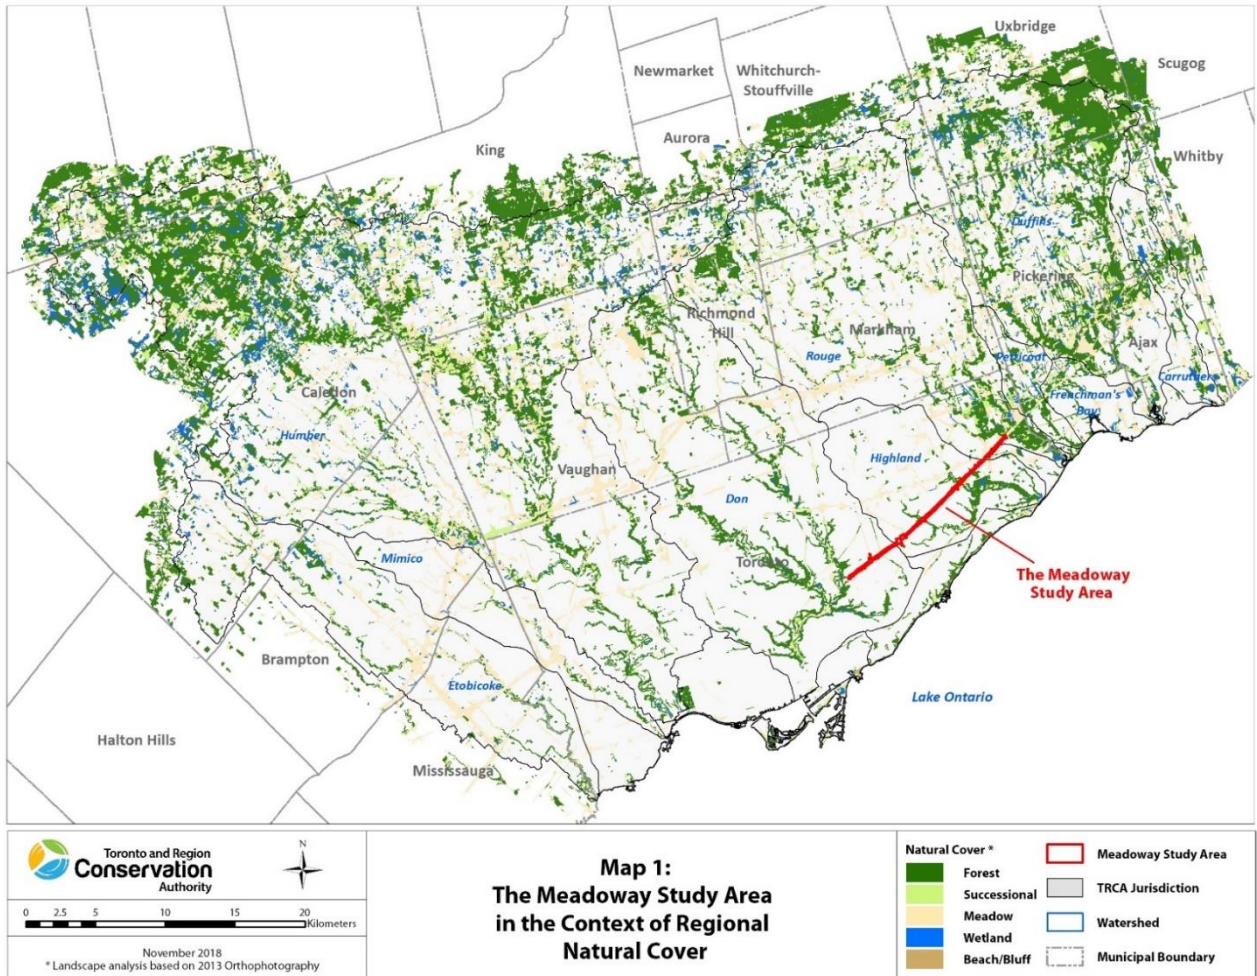 Uxbridge
Scugog
Newmarket
Whitchurch-
Stouffville
Aurora
King
Whitby
Duffins
Pickering
Richmond
Hill
Markham
Ajax
Rouge
Petticoat
Carruthers
Frenchman's
Bay
Caledon
Humber
Vaughan
Highland
Don
Mimico
Toronto
The Meadoway
Study Area
Brampton
Etobicoke
Lake Ontario
Halton Hills
Mississauga
Toronto and Region
Conservation
Authority
N
0 2.5 5 10 15 20
Kilometers
November 2018
* Landscape analysis based on 2013 Orthophotography
Map 1:
The Meadoway Study Area
in the Context of Regional
Natural Cover
Natural Cover *
Forest
Successional
Meadow
Wetland
Beach/Bluff
Meadoway Study Area
TRCA Jurisdiction
Watershed
Municipal Boundary